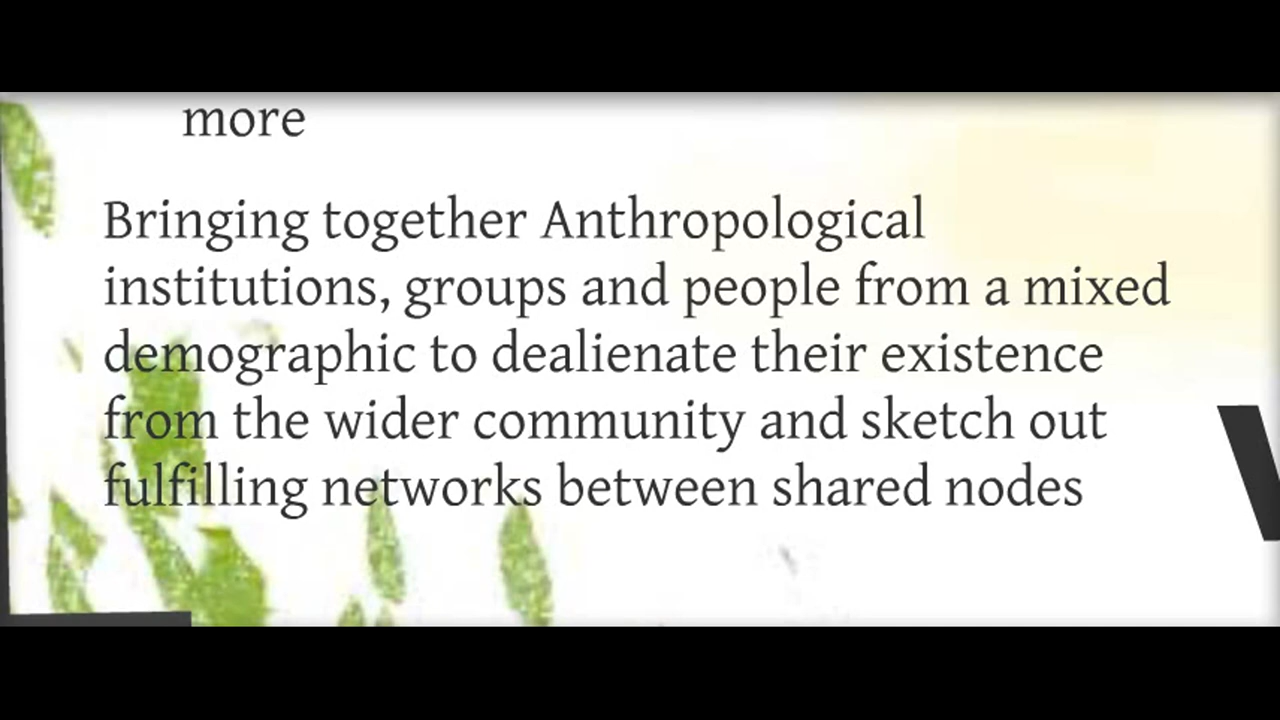 more
Bringing together Anthropological
institutions, groups and people from a mixed
demographic to dealienate their existence
from the wider community and sketch out
fulfilling networks between shared nodes